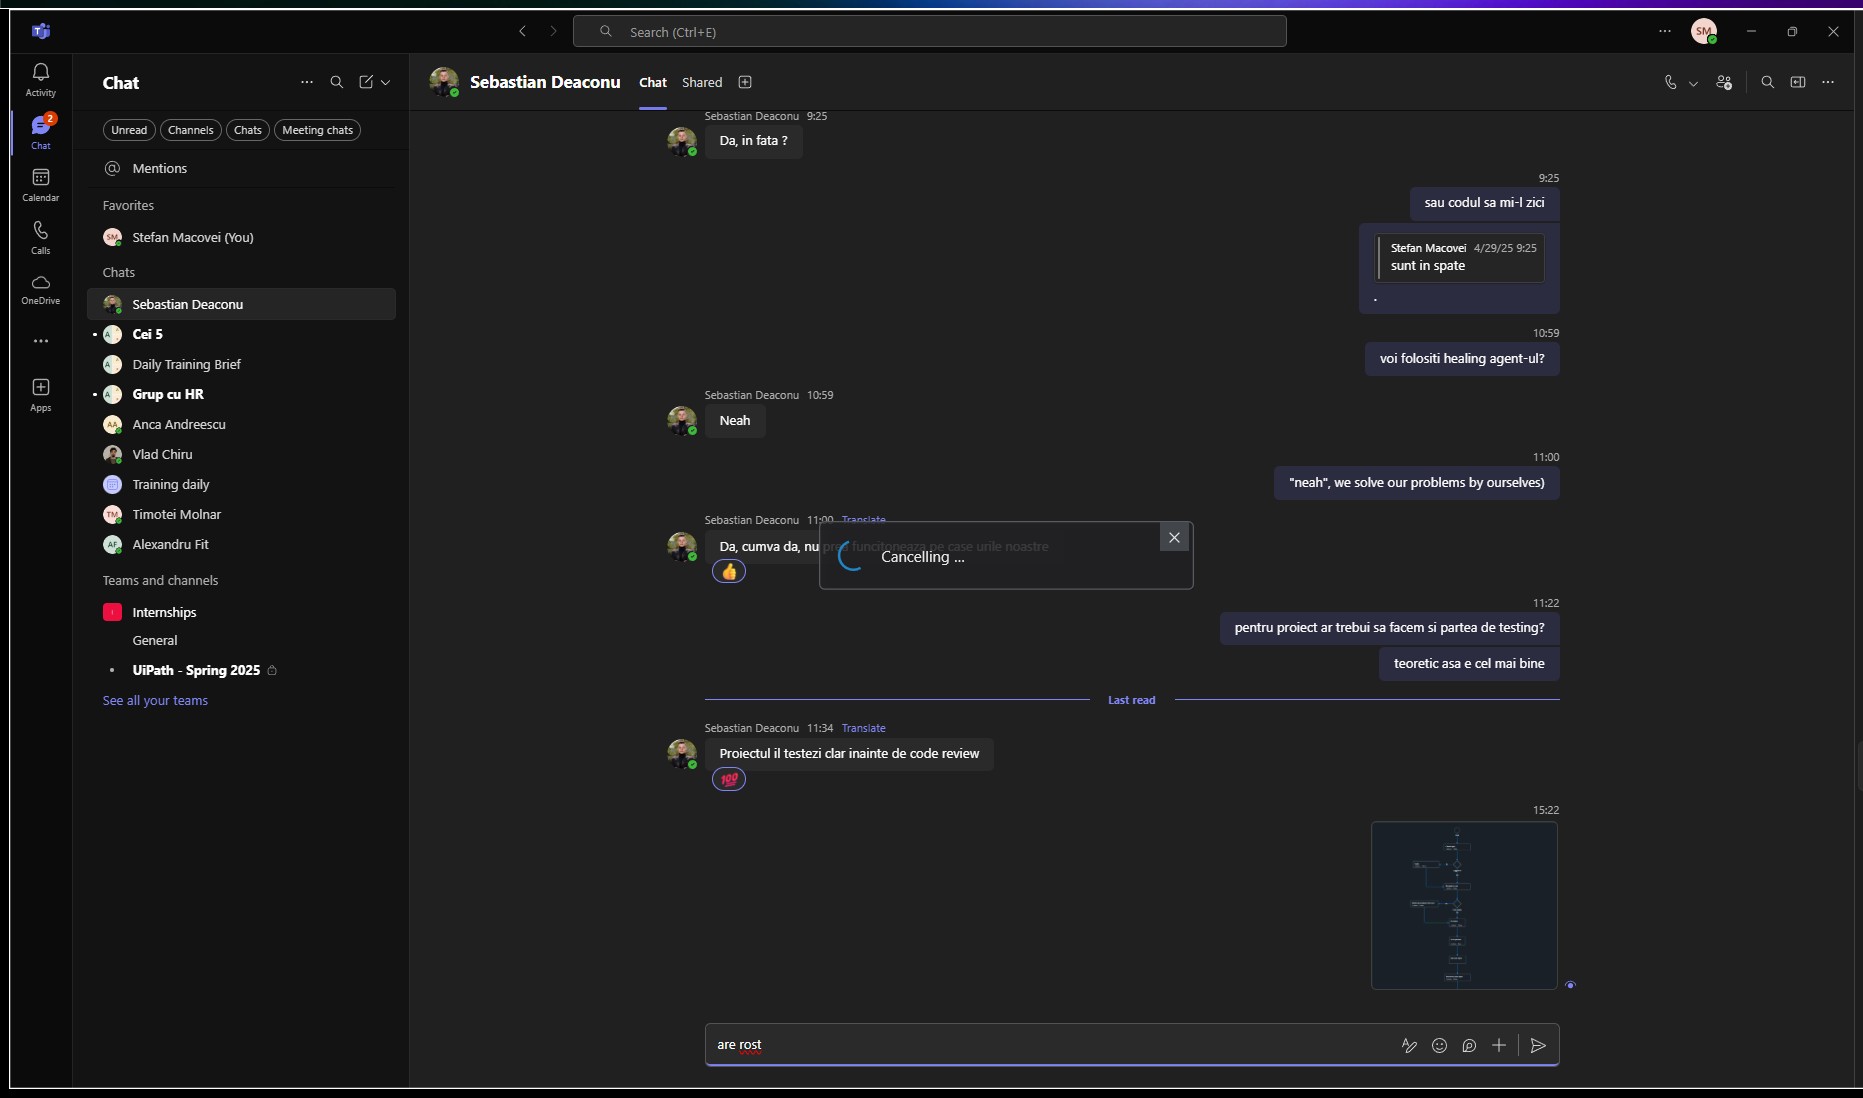 Search (Ctrl+E)
SM
Activity
2
Chat
Calendar
Calls
OneDrive
Apps
Chat
Unread
Channels
Chats
Meeting chats
Mentions
Favorites
SM
Stefan Macovei (You)
Chats
Sebastian Deaconu
Cei 5
Daily Training Brief
Grup cu HR
AA
Anca Andreescu
Vlad Chiru
Training daily
TM
Timotei Molnar
AF
Alexandru Fit
Teams and channels
Internships
General
UiPath - Spring 2025
See all your teams
Sebastian Deaconu
Chat
Shared
Sebastian Deaconu 9:25
Da, in fata ?
9:25
sau codul sa mi-l zici
Stefan Macovei 4/29/25 9:25
sunt in spate
.
10:59
voi folositi healing agent-ul?
Sebastian Deaconu 10:59
Neah
11:00
"neah", we solve our problems by ourselves)
Sebastian Deaconu 11:00 Translate
Da, cumva da, nu prea funcitoneaza pe case urile noastre
Cancelling ...
11:22
pentru proiect ar trebui sa facem si partea de testing?
teoretic asa e cel mai bine
Last read
Sebastian Deaconu 11:34 Translate
Proiectul il testezi clar inainte de code review
100
15:22
are rost